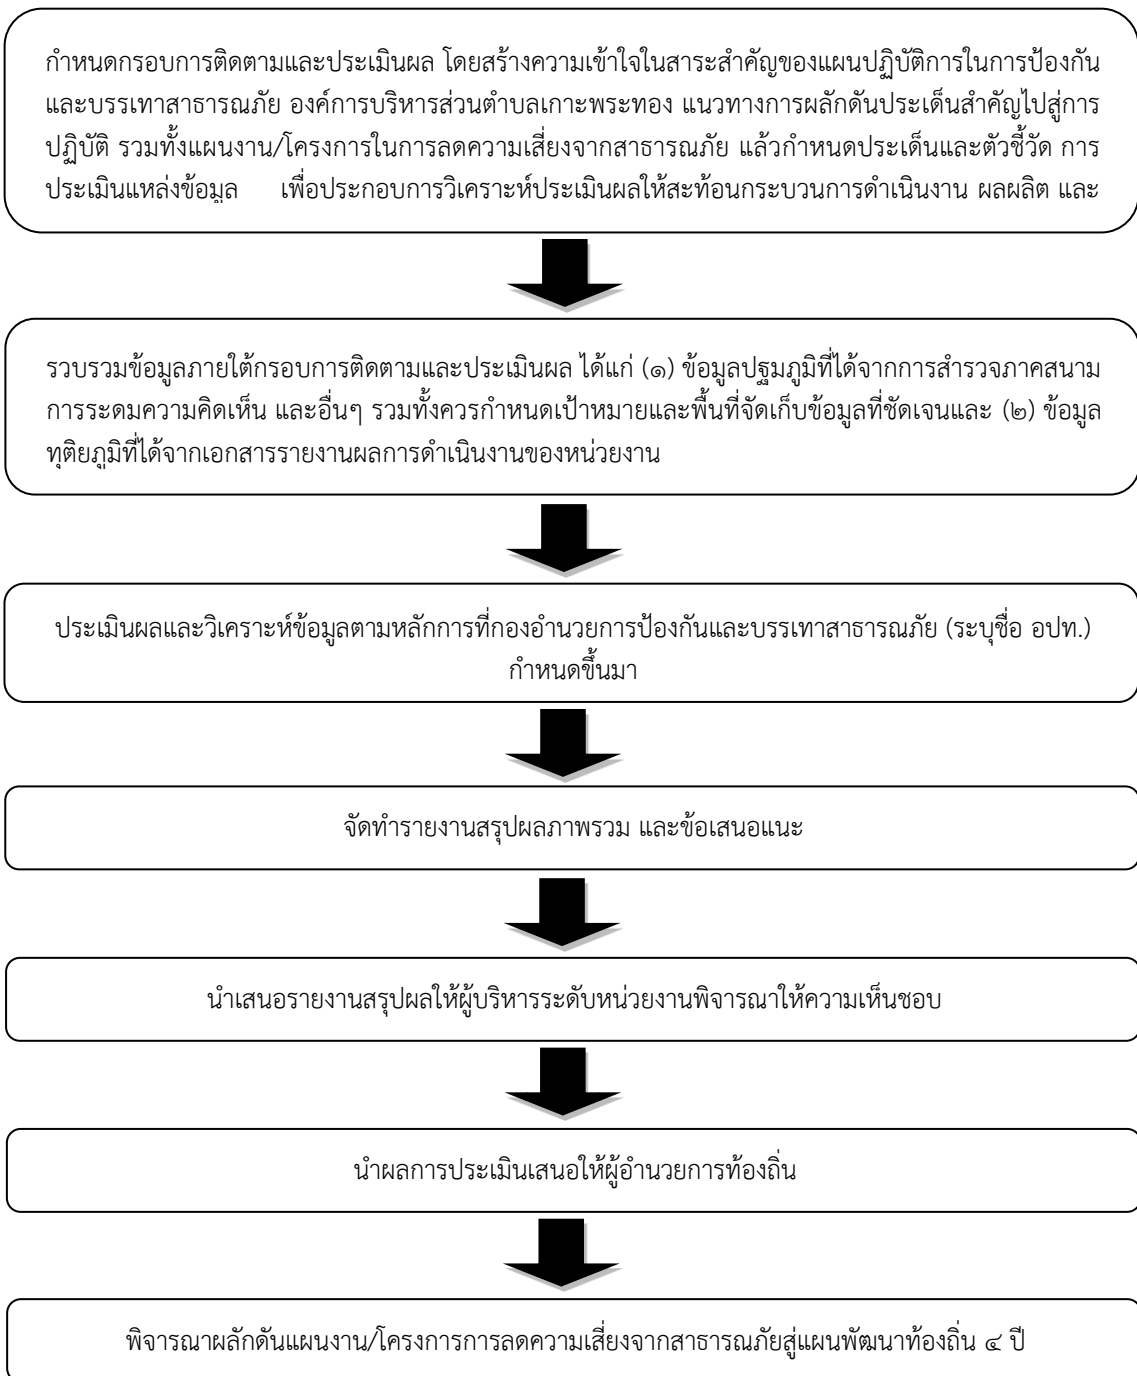 กำหนดกรอบการติดตามและประเมินผล โดยสร้างความเข้าใจในสาระสำคัญของแผนปฏิบัติการในการป้องกัน
และบรรเทาสาธารณภัย องค์การบริหารส่วนตำบลเกาะพระทอง แนวทางการผลักดันประเด็นสำคัญไปสู่การ
ปฏิบัติ รวมทั้งแผนงาน/โครงการในการลดความเสี่ยงจากสาธารณภัย แล้วกำหนดประเด็นและตัวชี้วัด การ
ประเมินแหล่งข้อมูล เพื่อประกอบการวิเคราะห์ประเมินผลให้สะท้อนกระบวนการดำเนินงาน ผลผลิต และ
รวบรวมข้อมูลภายใต้กรอบการติดตามและประเมินผล ได้แก่ (๑) ข้อมูลปฐมภูมิที่ได้จากการสำรวจภาคสนาม
การระดมความคิดเห็น และอื่นๆ รวมทั้งควรกำหนดเป้าหมายและพื้นที่จัดเก็บข้อมูลที่ชัดเจนและ (๒) ข้อมูล
ทุติยภูมิที่ได้จากเอกสารรายงานผลการดำเนินงานของหน่วยงาน
ประเมินผลและวิเคราะห์ข้อมูลตามหลักการที่กองอำนวยการป้องกันและบรรเทาสาธารณภัย (ระบุชื่อ อปท.)
กำหนดขึ้นมา
จัดทำรายงานสรุปผลภาพรวม และข้อเสนอแนะ
นำเสนอรายงานสรุปผลให้ผู้บริหารระดับหน่วยงานพิจารณาให้ความเห็นชอบ
นำผลการประเมินเสนอให้ผู้อำนวยการท้องถิ่น
พิจารณาผลักดันแผนงาน/โครงการการลดความเสี่ยงจากสาธารณภัยสู่แผนพัฒนาท้องถิ่น ๔ ปี